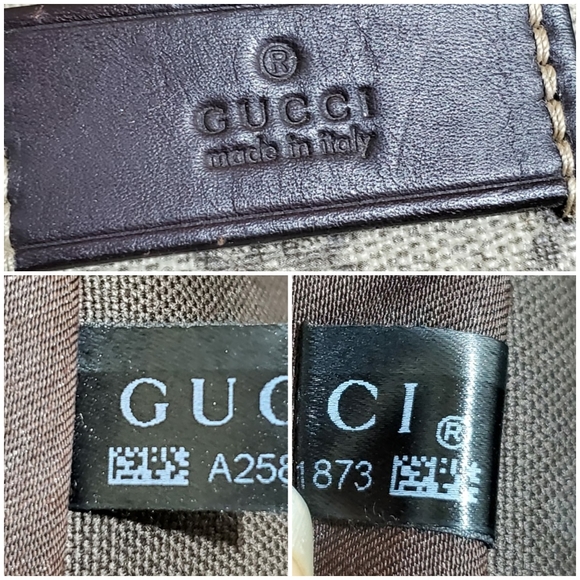 ®
GUCCI
made in italy
GUC
A258
CI®
1873